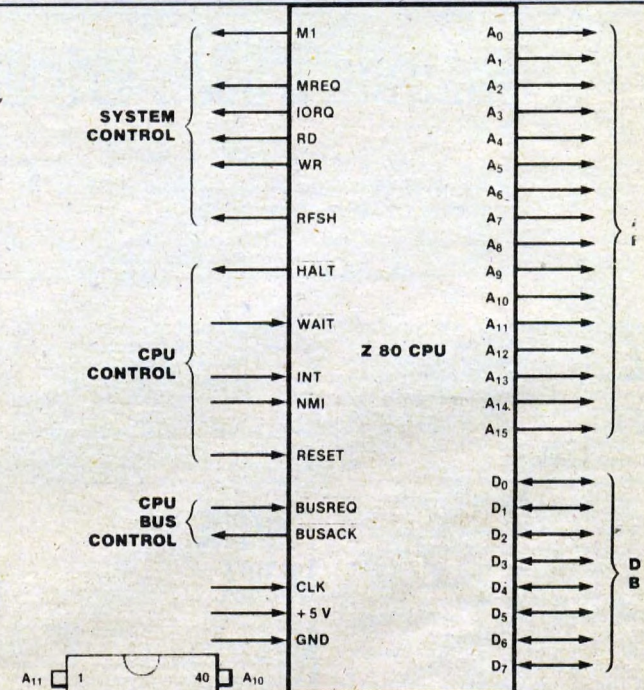 SYSTEM
CONTROL
M1
MREQ
IORQ
RD
WR
RFSH
CPU
CONTROL
HALT
WAIT
INT
NMI
RESET
CPU
BUS
CONTROL
BUSREQ
BUSACK
CLK
+5 V
GND
Z 80 CPU
A0
A1
A2
A3
A4
A5
A6
A7
A8
A9
A10
A11
A12
A13
A14
A15
D0
D1
D2
D3
D4
D5
D6
D7
D
B
A11 1 40 A10